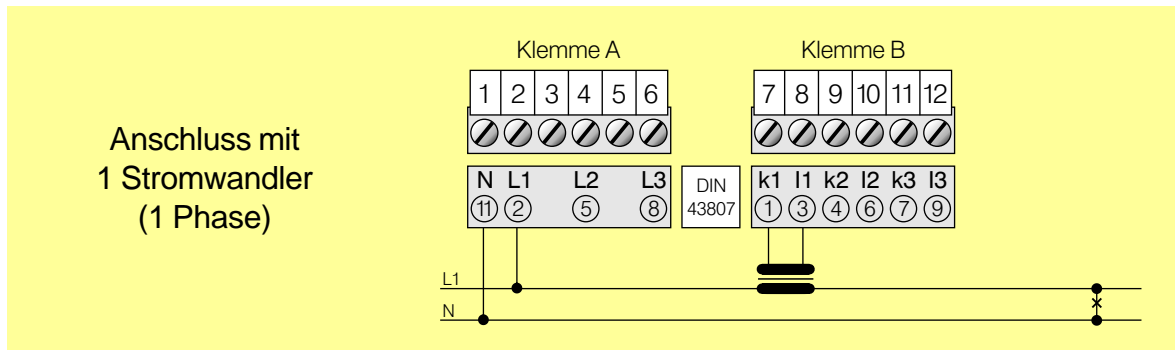 Klemme A Klemme B
1 2 3 4 5 6 7 8 9 10 11 12
Anschluss mit
1 Stromwandler
(1 Phase)
N L1 L2 L3 DIN k1 l1 k2 l2 k3 l3
11 2 5 8 43807 1 3 4 6 7 9
L1
N